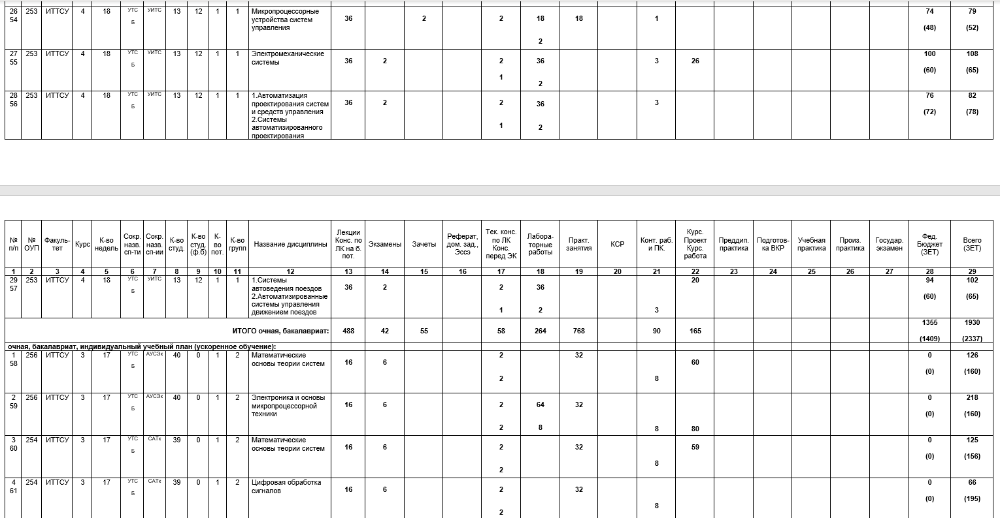 26 253 ИТТСУ 4 18 УТС УИТС 13 12 1 1 Микропроцессорные 74 79
54 Б устройства систем 36 2 2 18 18 1
управления (48) (52)
2
27 253 ИТТСУ 4 18 УТС УИТС 13 12 1 1 Электромеханические 100 108
55 Б системы 36 2 2 36 3 26
(60) (65)
1
2
28 253 ИТТСУ 4 18 УТС УИТС 13 12 1 1 1.Автоматизация 76 82
56 Б проектирования систем 36 2 2 36 3
и средств управления (72) (78)
2.Системы
автоматизированного 1 2
проектирования
№ п/п
№ ОУП
Факуль-
тет
Курс
К-во
недель
Сокр.
назв.
сп-ти
Сокр.
назв.
сп-ии
К-во
студ.
К-во
студ.
(ф.б)
К-
во
пот.
К-во
групп
Название дисциплины
Лекции
Конс. по
ЛК на б.
пот.
Экзамены
Зачеты
Реферат,
дом. зад.,
Эссэ
Тек. конс.
по ЛК
Конс.
перед ЭК
Лабора-
торные
работы
Практ.
занятия
КСР
Конт. раб.
и ПК.
Курс.
Проект
Курс.
работа
Преддип.
практика
Подготов-
ка ВКР
Учебная
практика
Произ.
практика
Государ.
экзамен
Фед.
Бюджет
(ЗЕТ)
Всего
(ЗЕТ)
1 2 3 4 5 6 7 8 9 10 11 12 13 14 15 16 17 18 19 20 21 22 23 24 25 26 27 28 29
29 253 ИТТСУ 4 18 УТС УИТС 13 12 1 1 1.Системы 20 94 102
57 Б автоведения поездов 36 2 2 36
2.Автоматизированные (60) (65)
системы управления
движением поездов 1 2 3
ИТОГО очная, бакалавриат: 488 42 55 58 264 768 90 165 1355 1930
(1409) (2337)
очная, бакалавриат, индивидуальный учебный план (ускоренное обучение):
1 256 ИТТСУ 3 17 УТС АУСЭк 40 0 1 2 Математические 2 32 0 126
58 Б основы теории систем 16 6 60
(0) (160)
2 8
2 256 ИТТСУ 3 17 УТС АУСЭк 40 0 1 2 Электроника и основы 0 218
59 Б микропроцессорной 16 6 2 64 32
техники (0) (160)
2 8 8 80
3 254 ИТТСУ 3 17 УТС САТк 39 0 1 2 Математические 0 125
60 Б основы теории систем 16 6 2 32 59
(0) (156)
8
2
4 254 ИТТСУ 3 17 УТС САТк 39 0 1 2 Цифровая обработка 0 66
61 Б сигналов 16 6 2 32
(0) (195)
8
2